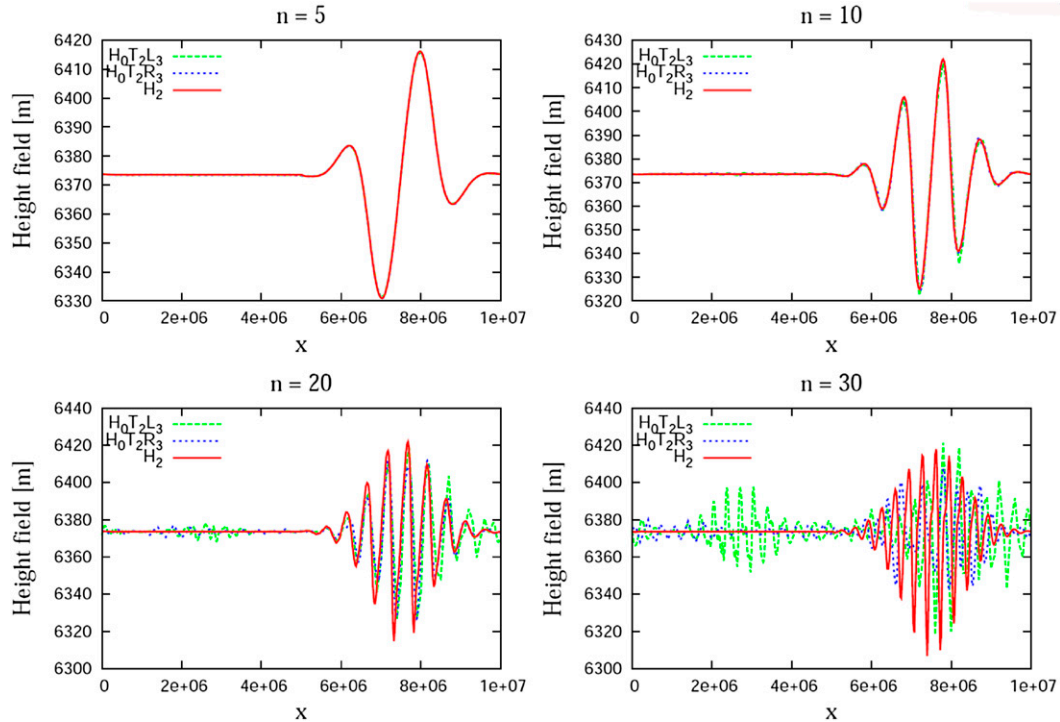 n = 5
H₀T₂L₃
H₀T₂R₃
H₂
Height field [m]
6420
6410
6400
6390
6380
6370
6360
6350
6340
6330
0 2e+06 4e+06 6e+06 8e+06 1e+07
x
n = 10
H₀T₂L₃
H₀T₂R₃
H₂
Height field [m]
6430
6420
6400
6380
6360
6340
6320
0 2e+06 4e+06 6e+06 8e+06 1e+07
x
n = 20
H₀T₂L₃
H₀T₂R₃
H₂
Height field [m]
6440
6420
6400
6380
6360
6340
6320
6300
0 2e+06 4e+06 6e+06 8e+06 1e+07
x
n = 30
H₀T₂L₃
H₀T₂R₃
H₂
Height field [m]
6440
6420
6400
6380
6360
6340
6320
6300
0 2e+06 4e+06 6e+06 8e+06 1e+07
x